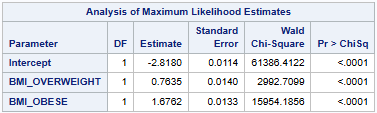 Analysis of Maximum Likelihood Estimates
Parameter DF Estimate Standard Error Wald Chi-Square Pr > ChiSq
Intercept 1 -2.8180 0.0114 61386.4122 <.0001
BMI_OVERWEIGHT 1 0.7635 0.0140 2992.7099 <.0001
BMI_OBESE 1 1.6762 0.0133 15954.1856 <.0001